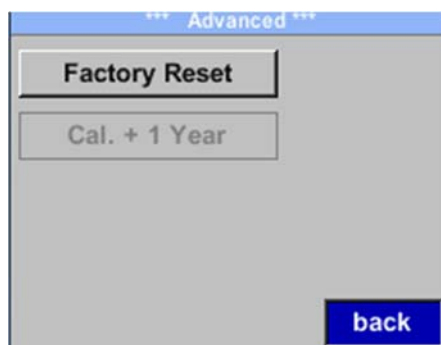 *** Advanced ***
Factory Reset
Cal. + 1 Year
back